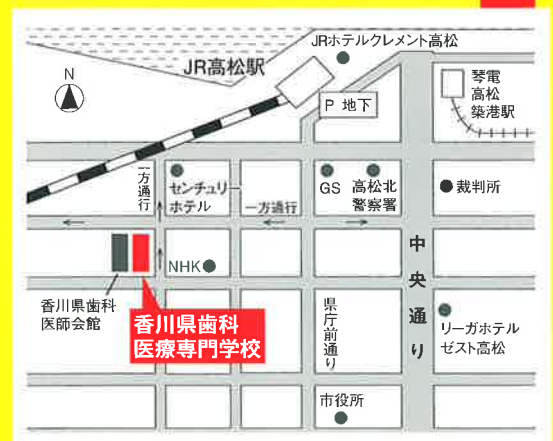 JRホテルクレメント高松
JR高松駅
N
P 地下
琴電
高松
築港駅
一方通行
センチュリー
ホテル
一方通行
GS
高松北
警察署
裁判所
中央通り
NHK
香川県歯科
医師会館
香川県歯科
医療専門学校
県庁前通り
リーガホテル
ゼスト高松
市役所